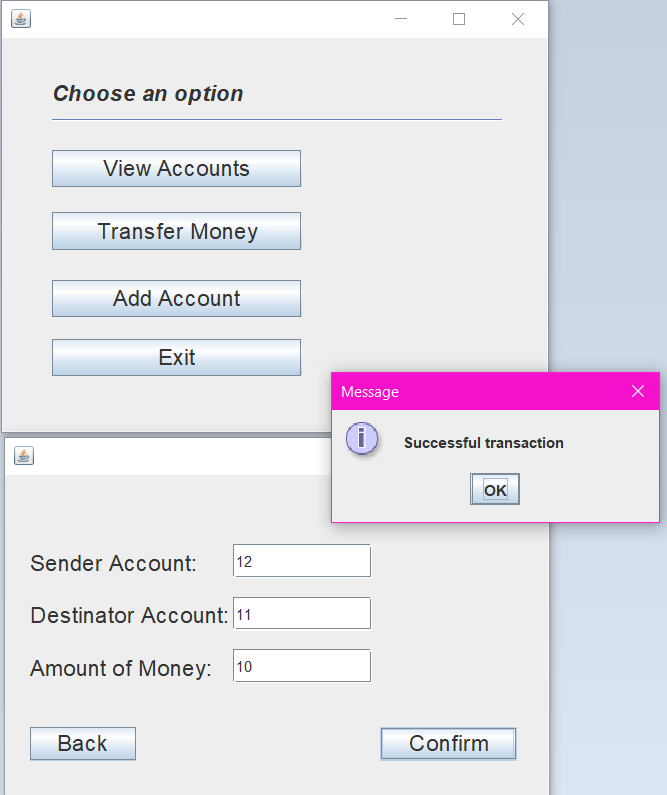 Choose an option
View Accounts
Transfer Money
Add Account
Exit
Message
Successful transaction
OK
Sender Account: 12
Destinator Account: 11
Amount of Money: 10
Back Confirm